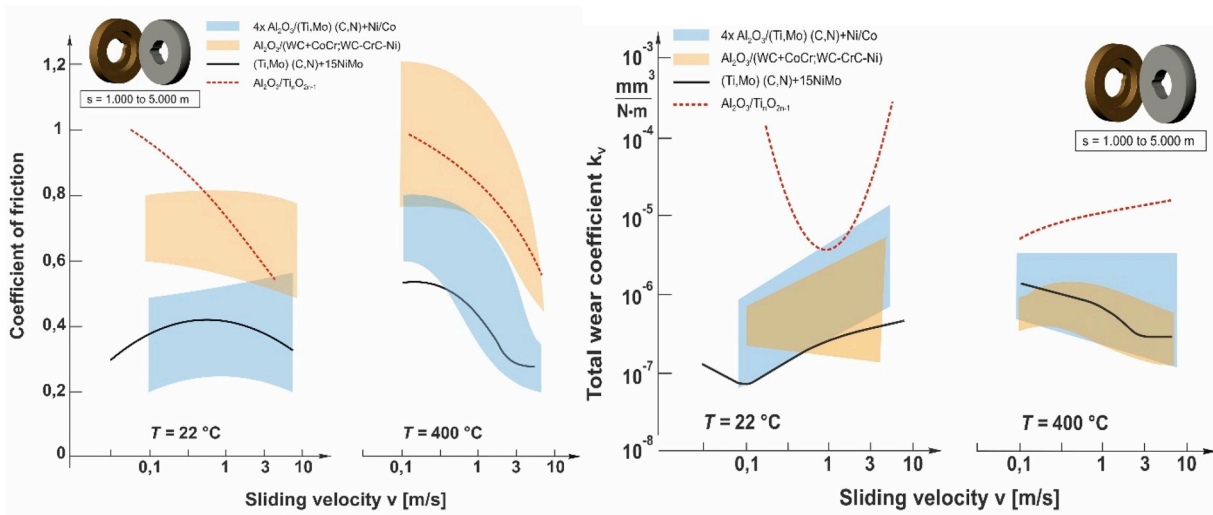 4x Al₂O₃/(Ti,Mo) (C,N)+Ni/Co
Al₂O₃/(WC+CoCr;WC-CrC-Ni)
(Ti,Mo) (C,N)+15NiMo
Al₂O₃/TiₙO₂ₙ₋₁
s = 1.000 to 5.000 m
Coefficient of friction
1,2
1
0,8
0,6
0,4
0,2
0
T = 22 °C
T = 400 °C
0,1 1 3 10
0,1 1 3 10
Sliding velocity v [m/s]
4x Al₂O₃/(Ti,Mo) (C,N)+Ni/Co
Al₂O₃/(WC+CoCr;WC-CrC-Ni)
(Ti,Mo) (C,N)+15NiMo
Al₂O₃/TiₙO₂ₙ₋₁
s = 1.000 to 5.000 m
Total wear coefficient kᵥ
10⁻³
mm³
N·m
10⁻⁴
10⁻⁵
10⁻⁶
10⁻⁷
10⁻⁸
T = 22 °C
T = 400 °C
0,1 1 3 10
0,1 1 3 10
Sliding velocity v [m/s]